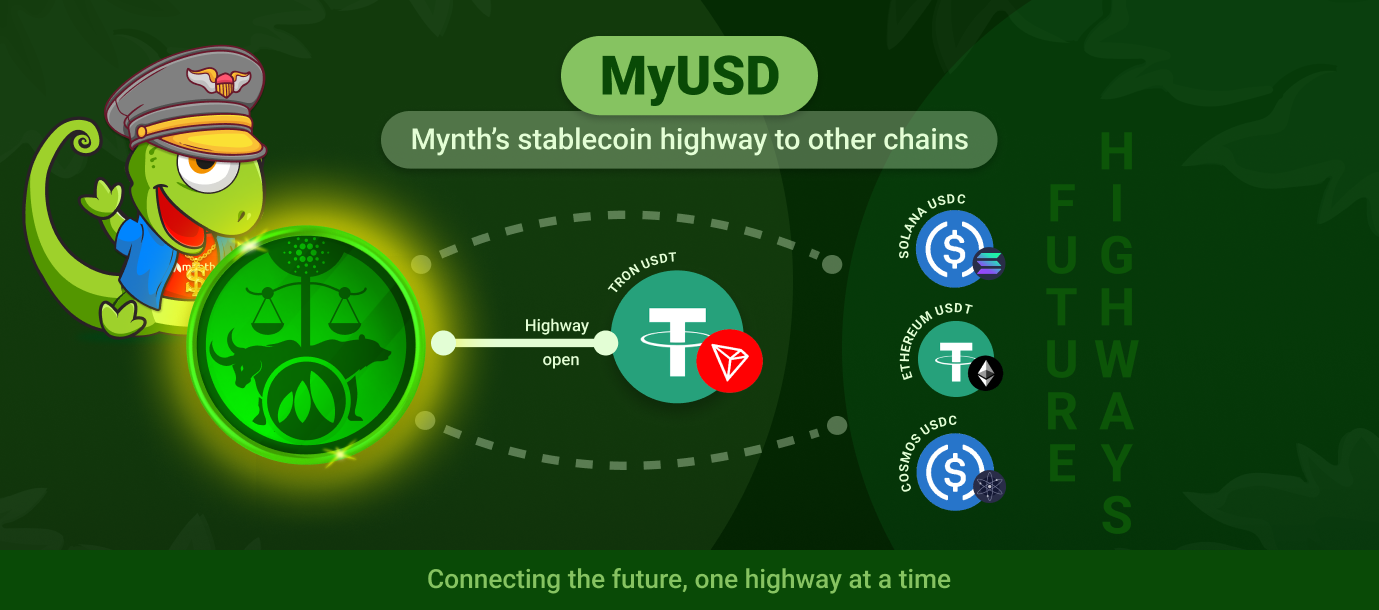 MyUSD
Mynth's stablecoin highway to other chains
TRON USDT
Highway
open
SOLANA USDC
ETHEREUM USDT
COSMOS USDC
FUTURE
HIGHWAYS
Connecting the future, one highway at a time